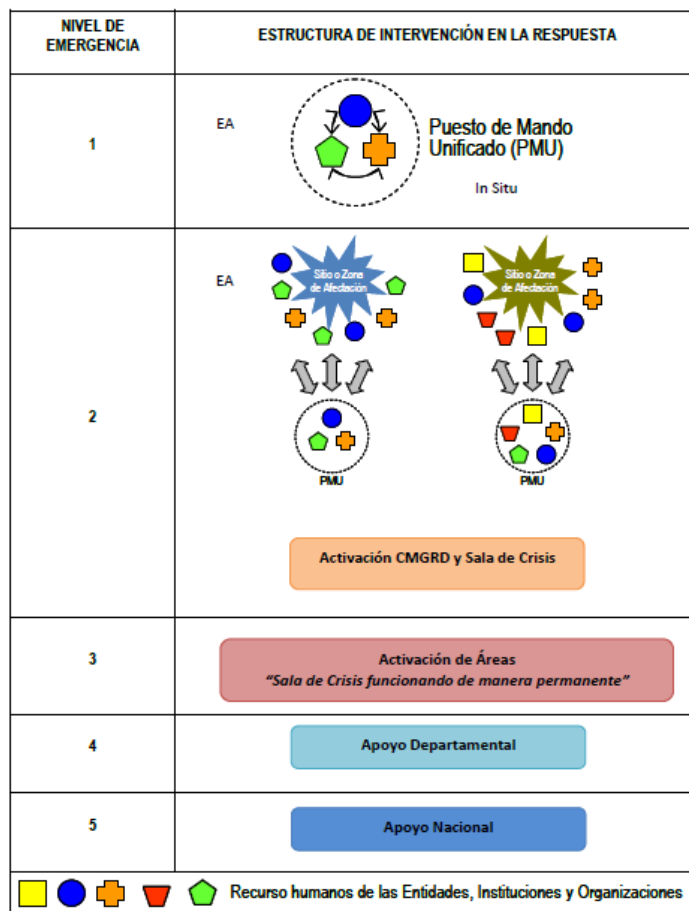 NIVEL DE
EMERGENCIA
ESTRUCTURA DE INTERVENCIÓN EN LA RESPUESTA
1
EA
Puesto de Mando
Unificado (PMU)
In Situ
2
EA
Sitio o Zona
de Afectación
Sitio o Zona
de Afectación
PMU
PMU
Activación CMGRD y Sala de Crisis
3
Activación de Áreas
“Sala de Crisis funcionando de manera permanente”
4
Apoyo Departamental
5
Apoyo Nacional
Recurso humanos de las Entidades, Instituciones y Organizaciones